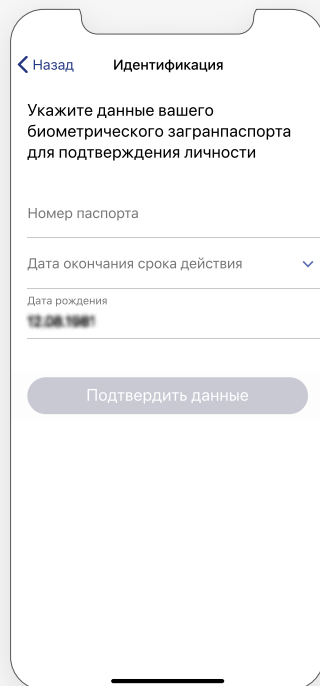 Назад
Идентификация
Укажите данные вашего
биометрического загранпаспорта
для подтверждения личности
Номер паспорта
Дата окончания срока действия
Дата рождения
Подтвердить данные